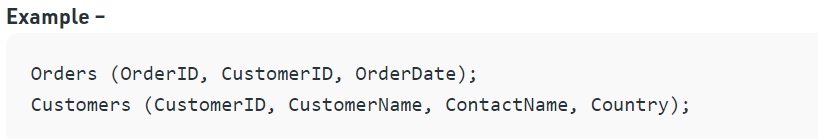 Example –
Orders (OrderID, CustomerID, OrderDate);
Customers (CustomerID, CustomerName, ContactName, Country);